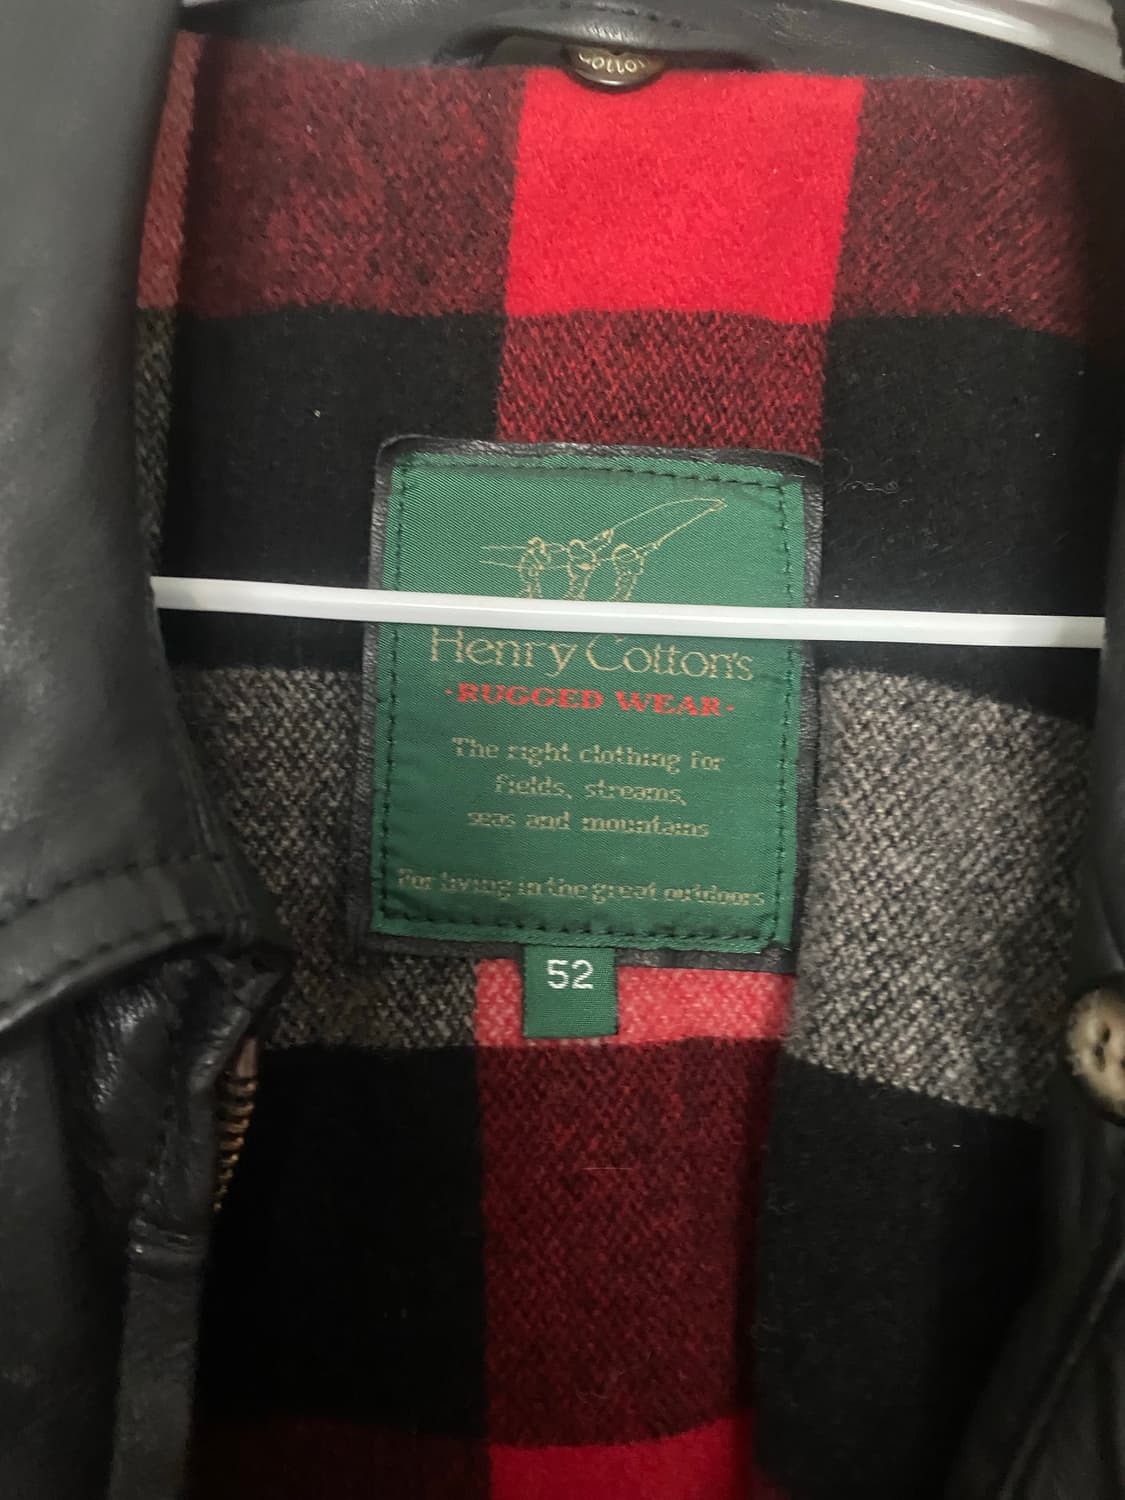 Cotton
Henry Cotton's
·RUGGED WEAR·
The right clothing for
fields, streams,
seas and mountains
For living in the great outdoors
52